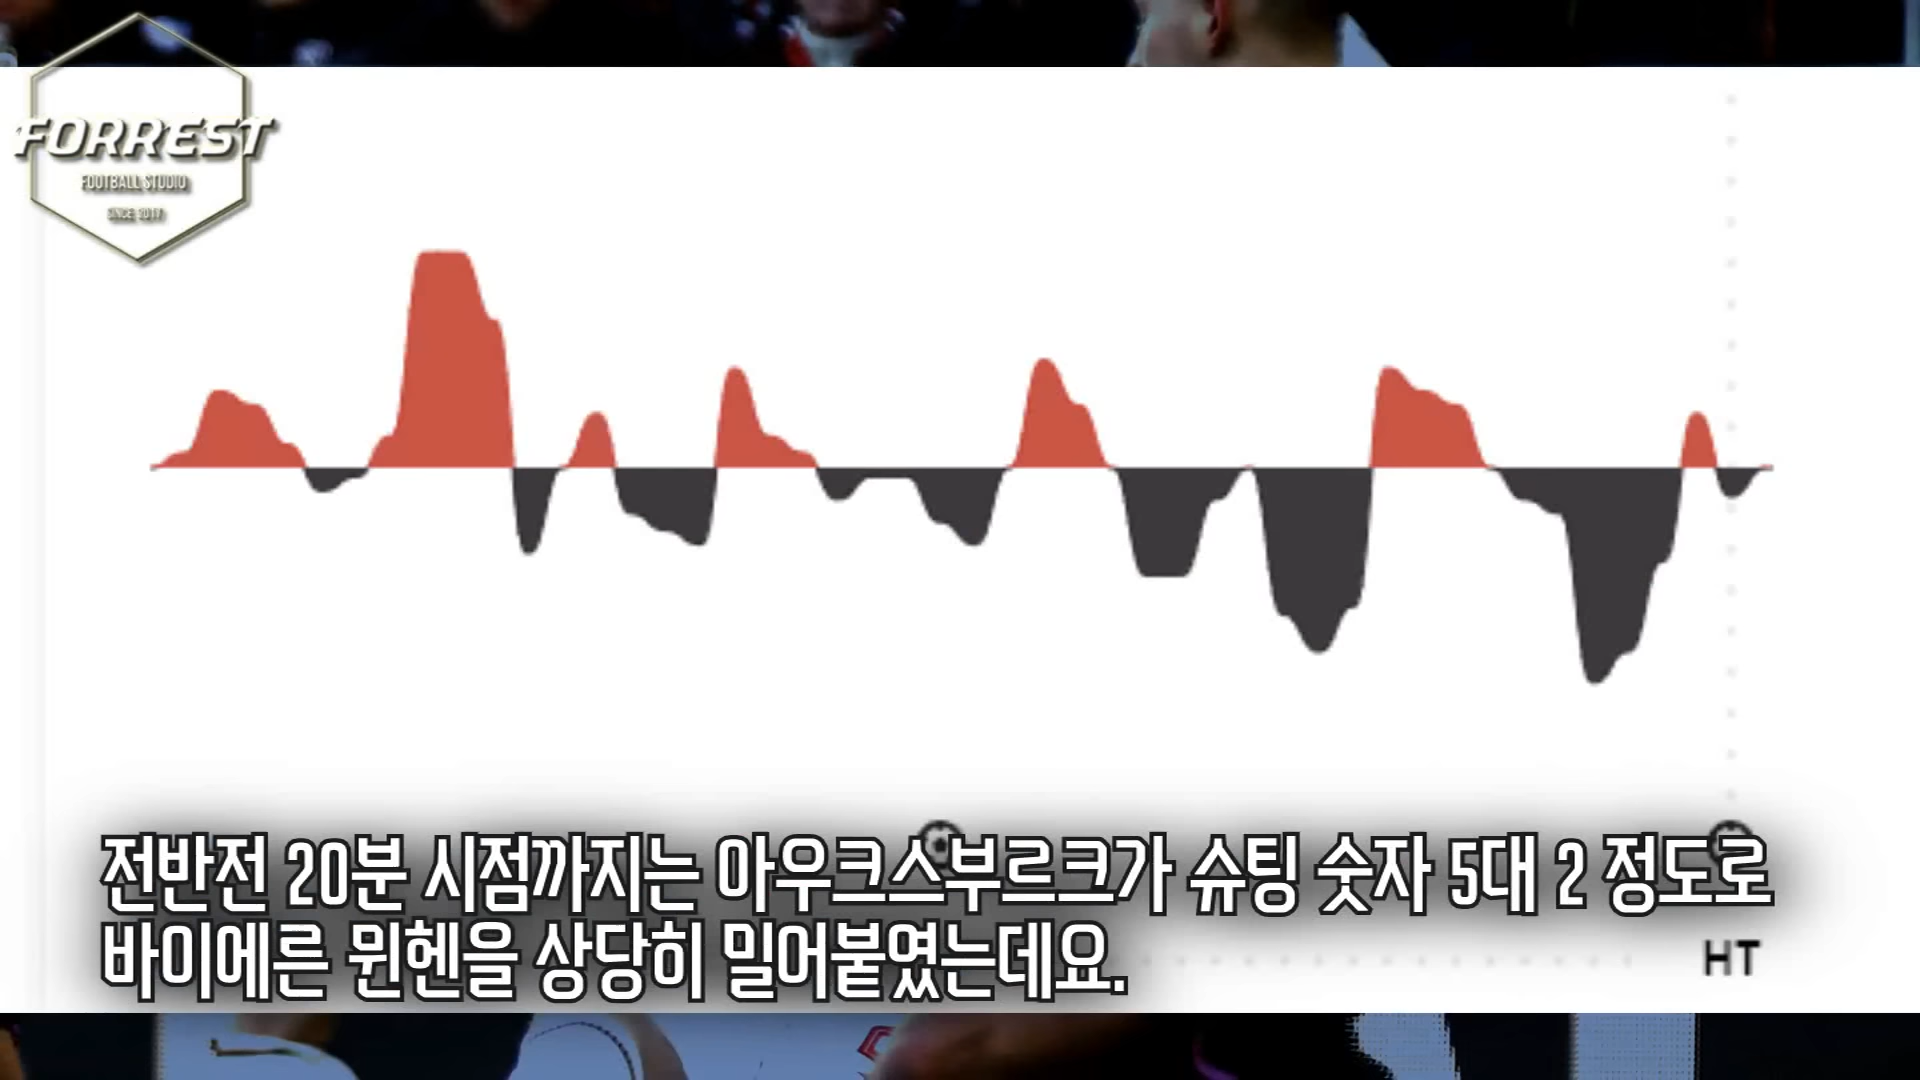 FORREST
FOOTBALL STUDIO
SINCE 2017
전반전 20분 시점까지는 아우크스부르크가 슈팅 숫자 5대 2 정도로
바이에른 뮌헨을 상당히 밀어붙였는데요.
HT